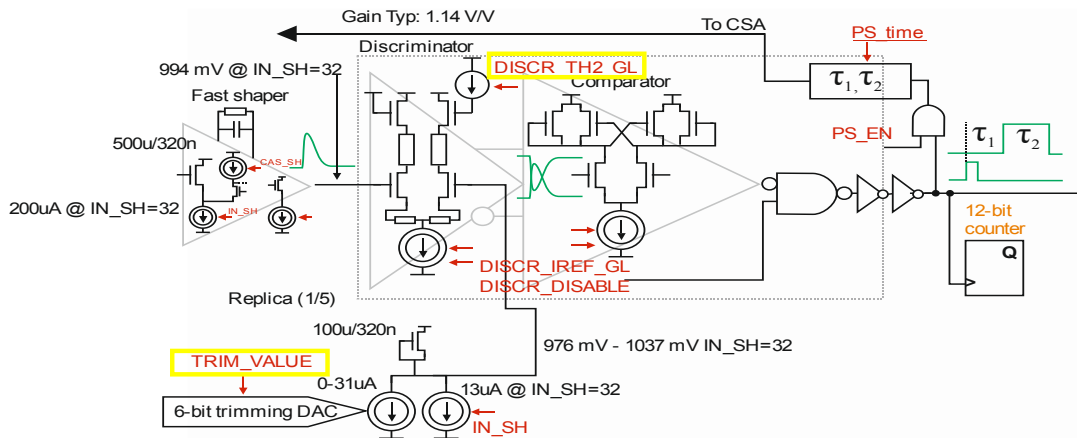 Gain Typ: 1.14 V/V
To CSA
PS_time
Discriminator
DISCR_TH2_GL
994 mV @ IN_SH=32
Comparator
τ1, τ2
Fast shaper
500u/320n
CAS_SH
PS_EN
τ1
τ2
200uA @ IN_SH=32
IN_SH
12-bit
counter
Q
DISCR_IREF_GL
DISCR_DISABLE
Replica (1/5)
100u/320n
976 mV - 1037 mV IN_SH=32
TRIM_VALUE
0-31uA
13uA @ IN_SH=32
6-bit trimming DAC
IN_SH